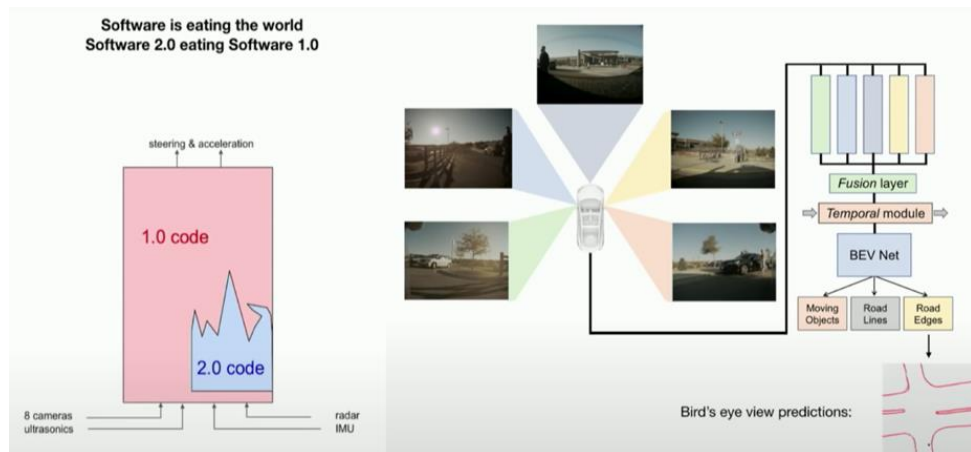 Software is eating the world
Software 2.0 eating Software 1.0
steering & acceleration
1.0 code
2.0 code
8 cameras
ultrasonics
radar
IMU
Fusion layer
Temporal module
BEV Net
Moving
Objects
Road
Lines
Road
Edges
Bird's eye view predictions: